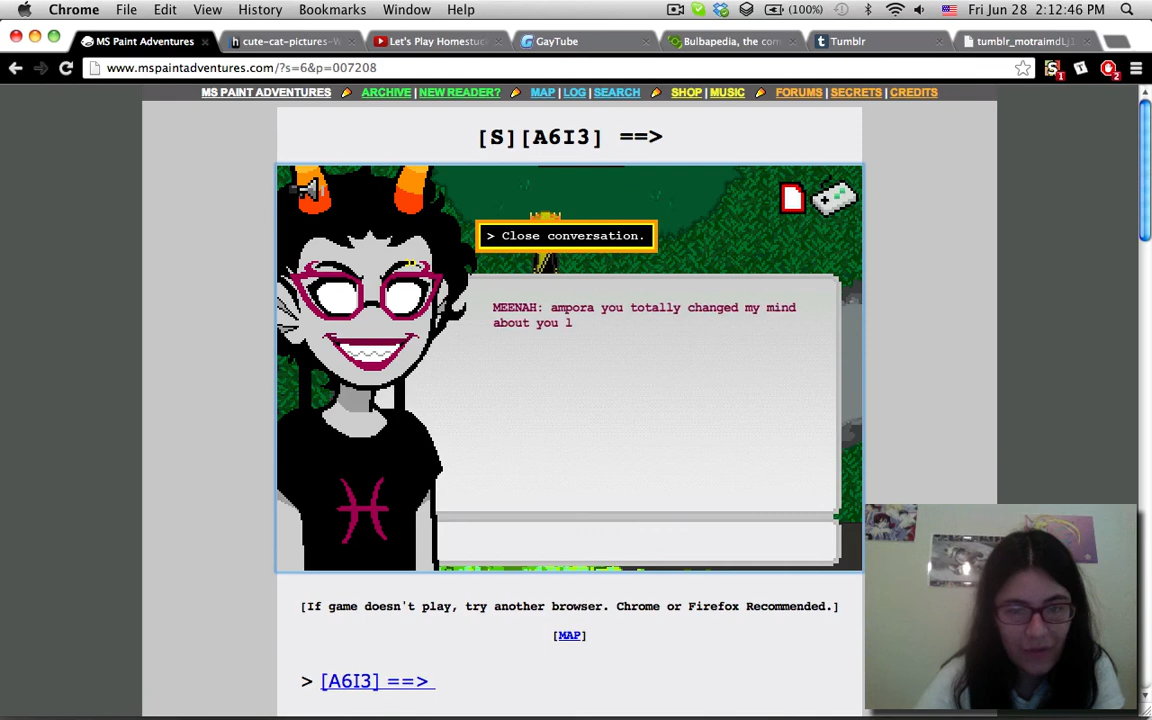 Chrome File Edit View History Bookmarks Window Help (100%) Fri Jun 28 2:12:46 PM
MS Paint Adventures cute-cat-pictures- Let's Play Homestuc GayTube Bulbapedia, the com Tumblr
www.mspaintadventures.com/?s=6&p=007208
MS PAINT ADVENTURES ARCHIVE | NEW READER? MAP | LOG | SEARCH SHOP | MUSIC FORUMS | SECRETS | CREDITS
[S][A6I3] ==>
> Close conversation.
MEENAH: ampora you totally changed my mind
about you l
[If game doesn't play, try another browser. Chrome or Firefox Recommended.]
[MAP]
> [A6I3] ==>